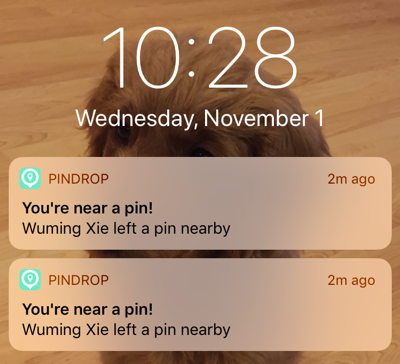 10:28
Wednesday, November 1
PINDROP 2m ago
You're near a pin!
Wuming Xie left a pin nearby
PINDROP 2m ago
You're near a pin!
Wuming Xie left a pin nearby